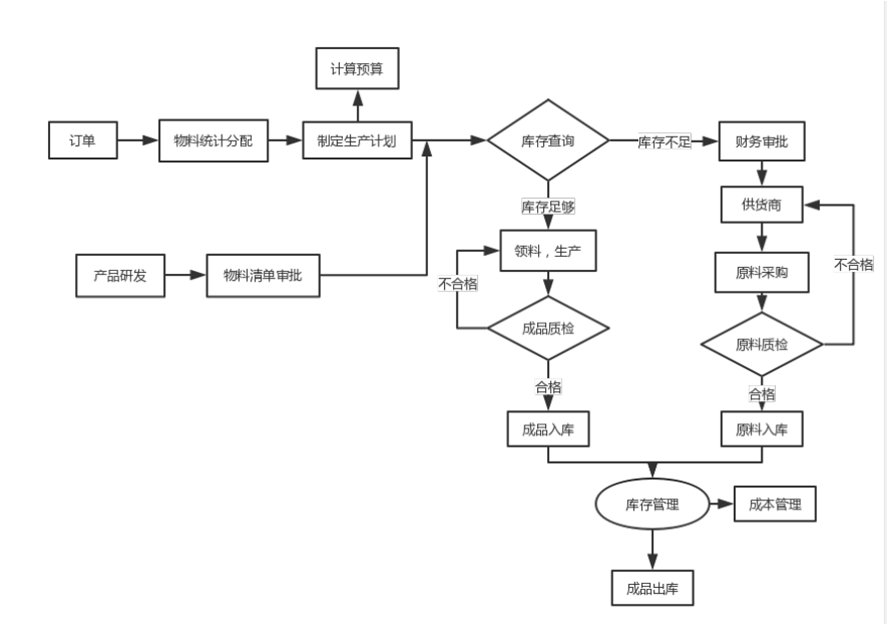 计算预算
订单
物料统计分配
制定生产计划
库存查询
库存不足
财务审批
库存足够
供货商
领料，生产
产品研发
物料清单审批
不合格
原料采购
不合格
成品质检
原料质检
合格
合格
成品入库
原料入库
库存管理
成本管理
成品出库